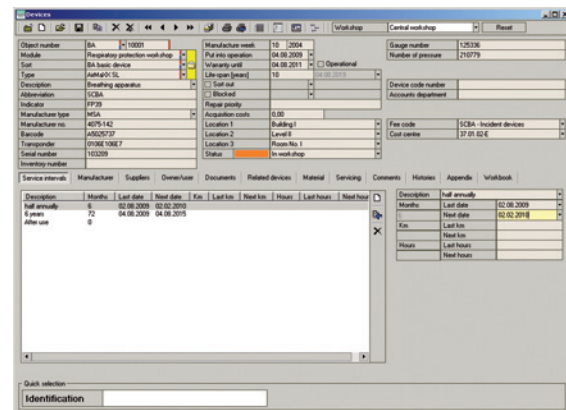 Devices
Workshop Central workshop Reset
Object number BA 10001 Manufacture week 10 2004 Gauge number 125336
Module Respiratory protection workshop Put into operation 04.08.2009 Number of pressure 210779
Sort BA basic device Warranty until 04.08.2011 Operational
Type AirMaXX SL Life-span [years] 10 04.08.2019
Description Breathing apparatus Sort out Device code number
Abbreviation SCBA Blocked Accounts department
Indicator FP39 Repair priority
Manufacturer type MSA Acquisition costs 0,00
Manufacturer no. 4075-142 Location 1 Building I Fee code SCBA - Incident devices
Barcode A5025737 Location 2 Level II Cost centre 37.01.02-E
Transponder 0106E106E7 Location 3 Room-No. I
Serial number 103209 Status In workshop
Inventory number
Service intervals Manufacturer Suppliers Owner/user Documents Related devices Material Servicing Comments Histories Appendix Workbook
Description Months Last date Next date Km Last km Next km Hours Last hours Next hour Description half annually
half annually 6 02.08.2009 02.02.2010 Months Last date 02.08.2009
6 years 72 04.08.2009 04.08.2015 Next date 02.02.2010
After use 0 Km Last km
Next km
Hours Last hours
Next hours
Quick selection
Identification